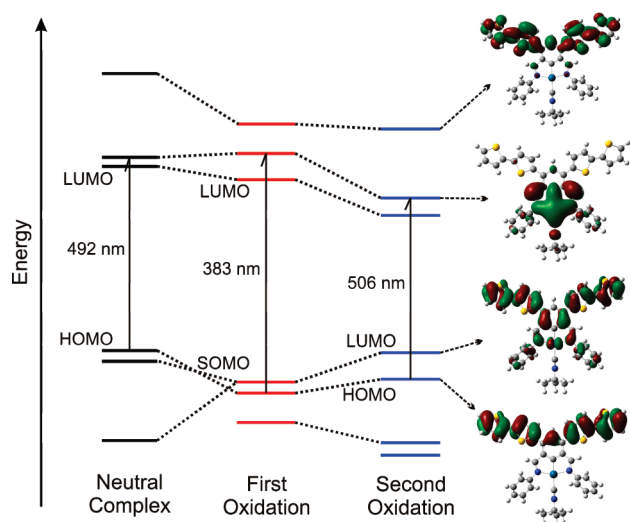 Energy
LUMO
LUMO
492 nm
383 nm
506 nm
HOMO
SOMO
LUMO
HOMO
Neutral
Complex
First
Oxidation
Second
Oxidation